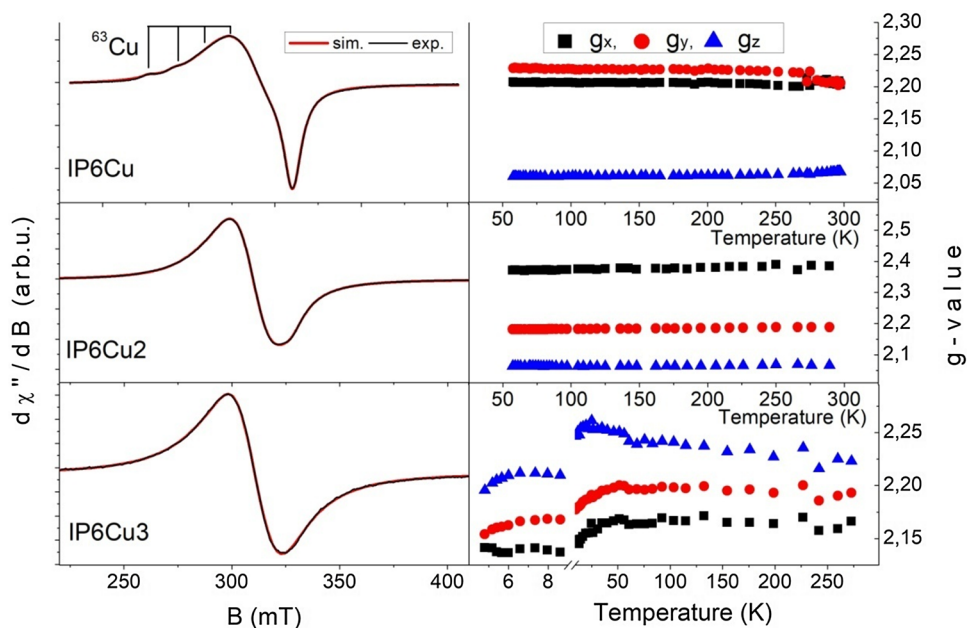 ⁶³Cu
sim. exp.
IP6Cu
IP6Cu2
IP6Cu3
d χ" / d B (arb.u.)
250 300 350 400
B (mT)
gx, gy, gz
2,30
2,25
2,20
2,15
2,10
2,05
50 100 150 200 250 300
Temperature (K)
2,5
2,4
2,3
2,2
2,1
50 100 150 200 250 300
Temperature (K)
2,25
2,20
2,15
6 8 50 100 150 200 250
Temperature (K)
g - value